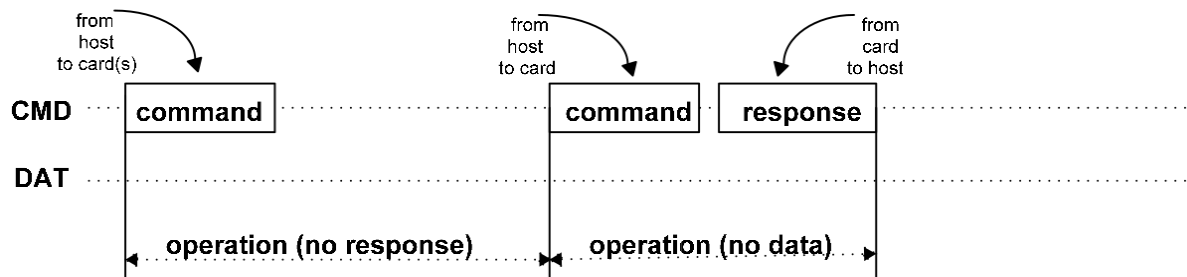 from
host
to card(s)
from
host
to card
from
card
to host
CMD
command
command
response
DAT
operation (no response)
operation (no data)